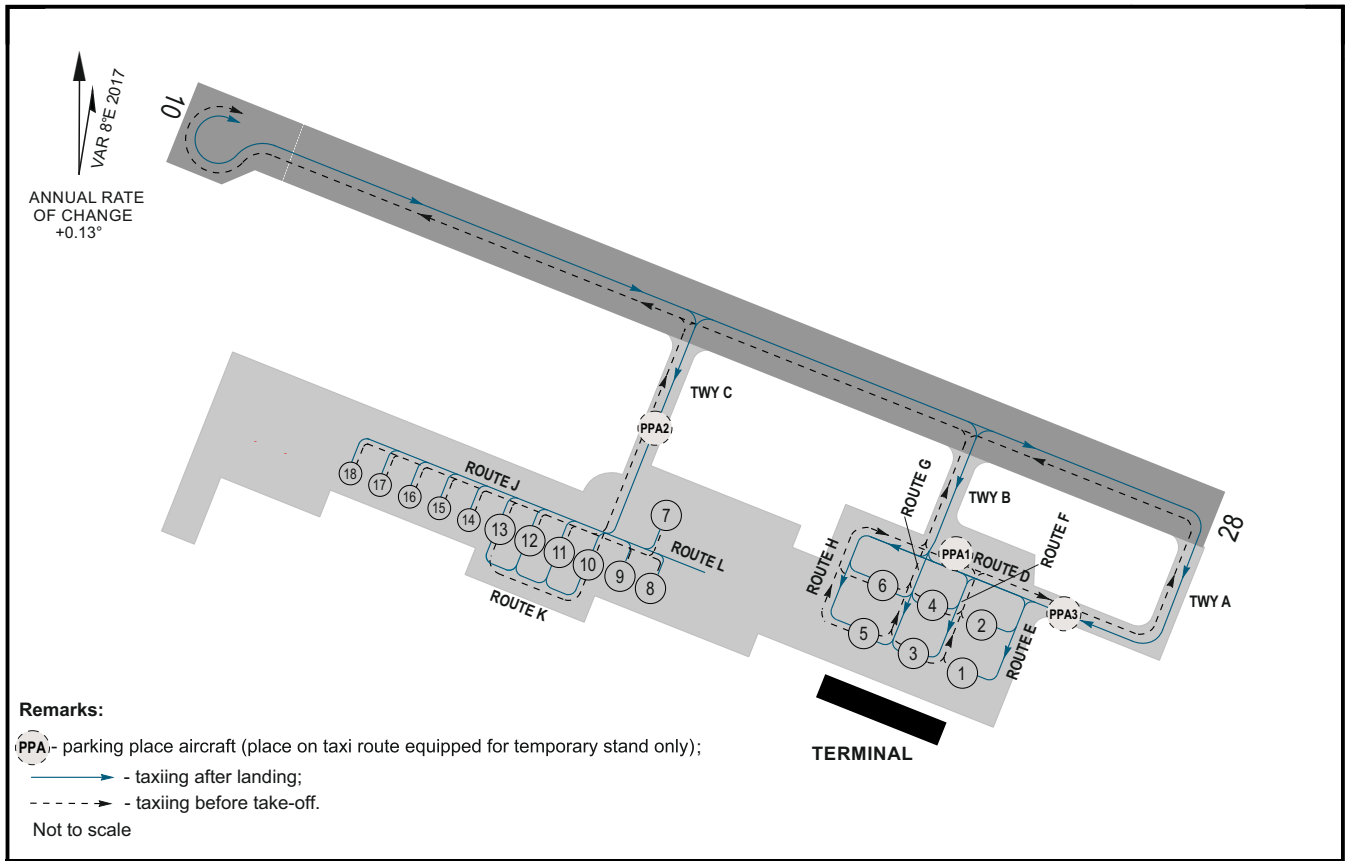 10
VAR 8°E 2017
ANNUAL RATE
OF CHANGE
+0.13°
TWY C
PPA2
ROUTE J
18
17
16
15
14
13
12
11
10
9
8
7
ROUTE L
ROUTE K
ROUTE G
TWY B
ROUTE F
28
ROUTE H
PPA1
ROUTE D
6
4
2
PPA3
TWY A
5
3
1
ROUTE E
TERMINAL
Remarks:
PPA - parking place aircraft (place on taxi route equipped for temporary stand only);
- taxiing after landing;
- taxiing before take-off.
Not to scale